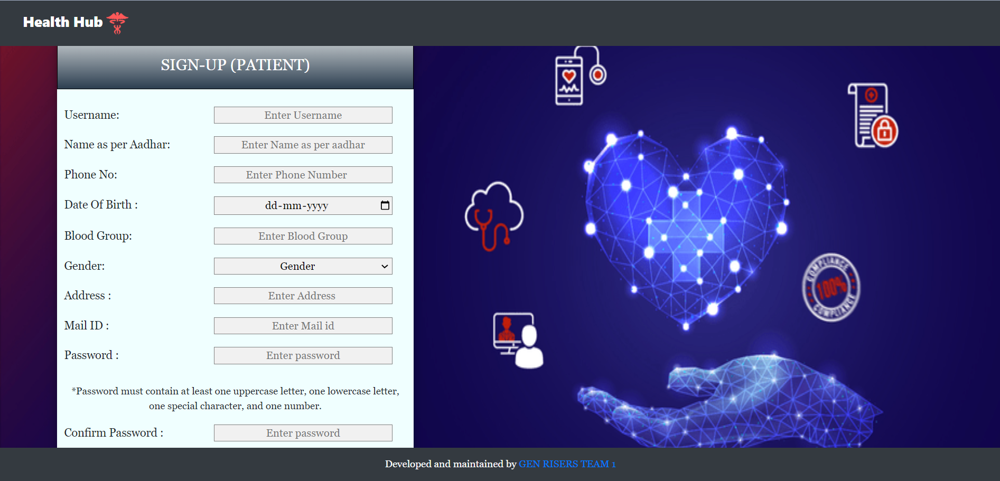 Health Hub
SIGN-UP (PATIENT)
Username:
Enter Username
Name as per Aadhar:
Enter Name as per aadhar
Phone No:
Enter Phone Number
Date Of Birth :
dd-mm-yyyy
Blood Group:
Enter Blood Group
Gender:
Gender
Address :
Enter Address
Mail ID :
Enter Mail id
Password :
Enter password
*Password must contain at least one uppercase letter, one lowercase letter,
one special character, and one number.
Confirm Password :
Enter password
COMPLIANCE
100%
COMPLIANCE
Developed and maintained by GEN RISERS TEAM 1